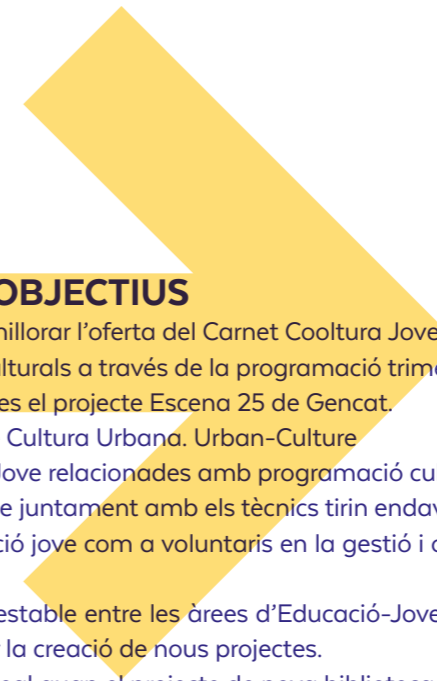 OBJECTIUS
millorar l'oferta del Carnet Cooltura Jove
ulturals a través de la programació trim
es el projecte Escena 25 de Gencat.
Cultura Urbana. Urban-Culture
Jove relacionades amb programació cu
e juntament amb els tècnics tirin endav
ció jove com a voluntaris en la gestió i
estable entre les àrees d'Educació-Jove
la creació de nous projectes.